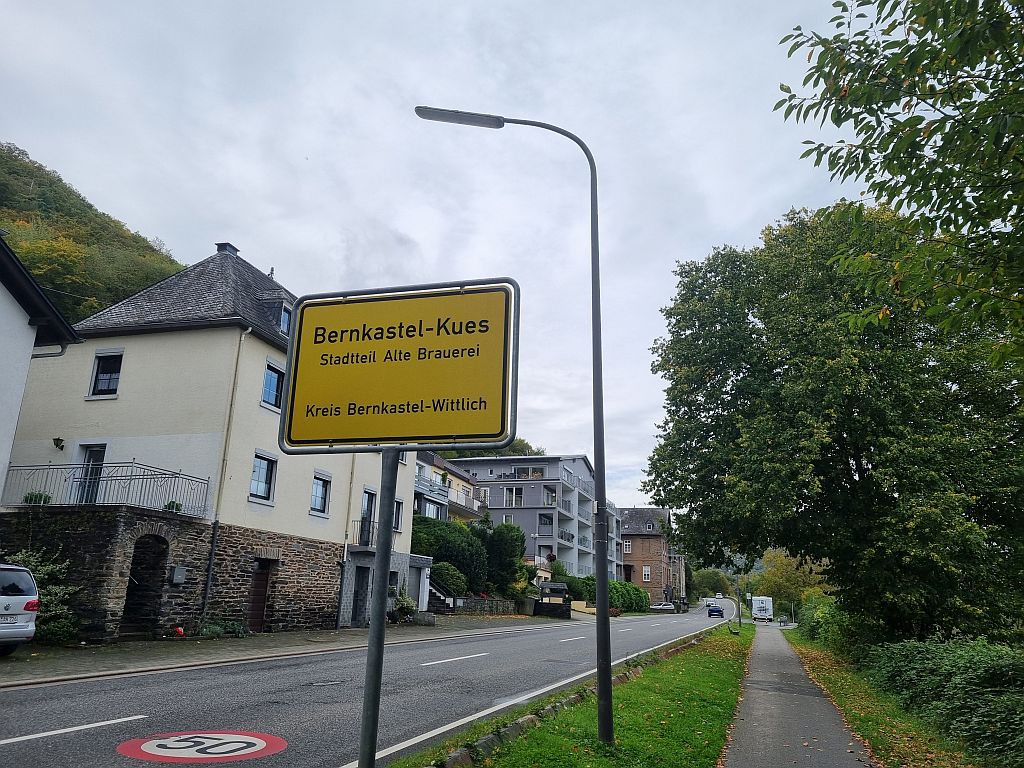 Bernkastel-Kues
Stadtteil Alte Brauerei
Kreis Bernkastel-Wittlich
50